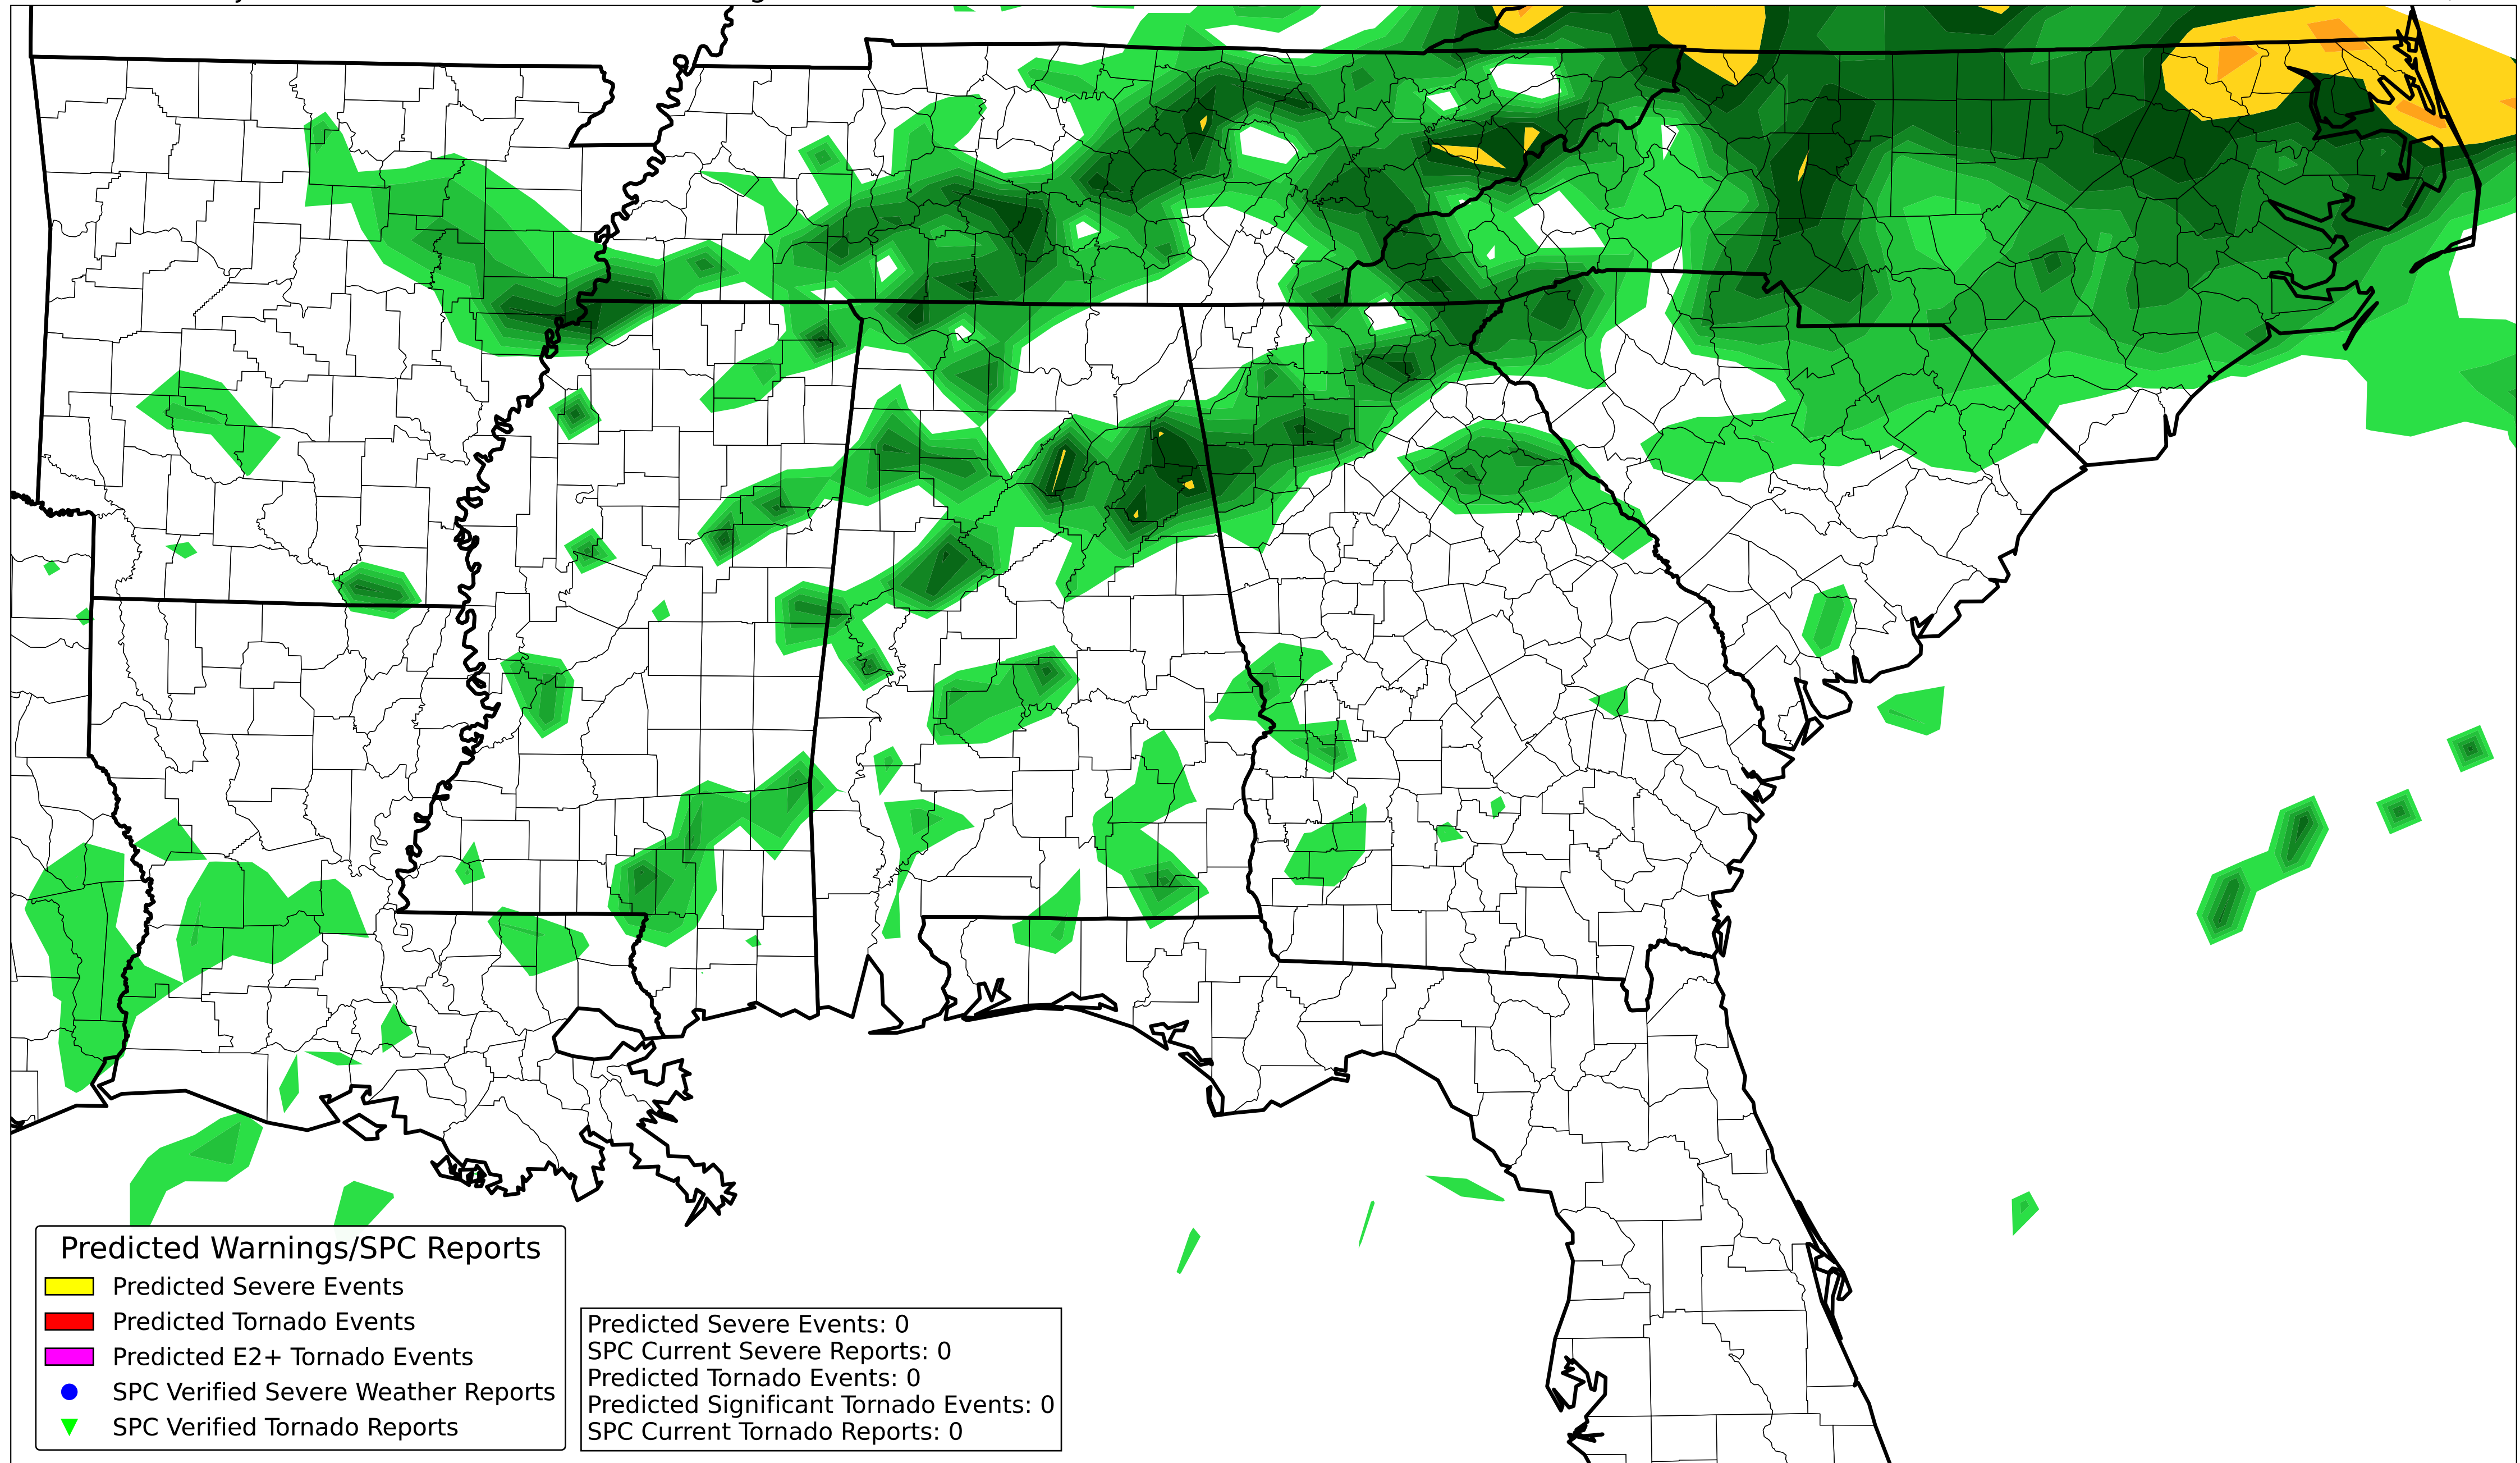 Predicted Warnings/SPC Reports
Predicted Severe Events
Predicted Tornado Events
Predicted E2+ Tornado Events
SPC Verified Severe Weather Reports
SPC Verified Tornado Reports
Predicted Severe Events: 0
SPC Current Severe Reports: 0
Predicted Tornado Events: 0
Predicted Significant Tornado Events: 0
SPC Current Tornado Reports: 0